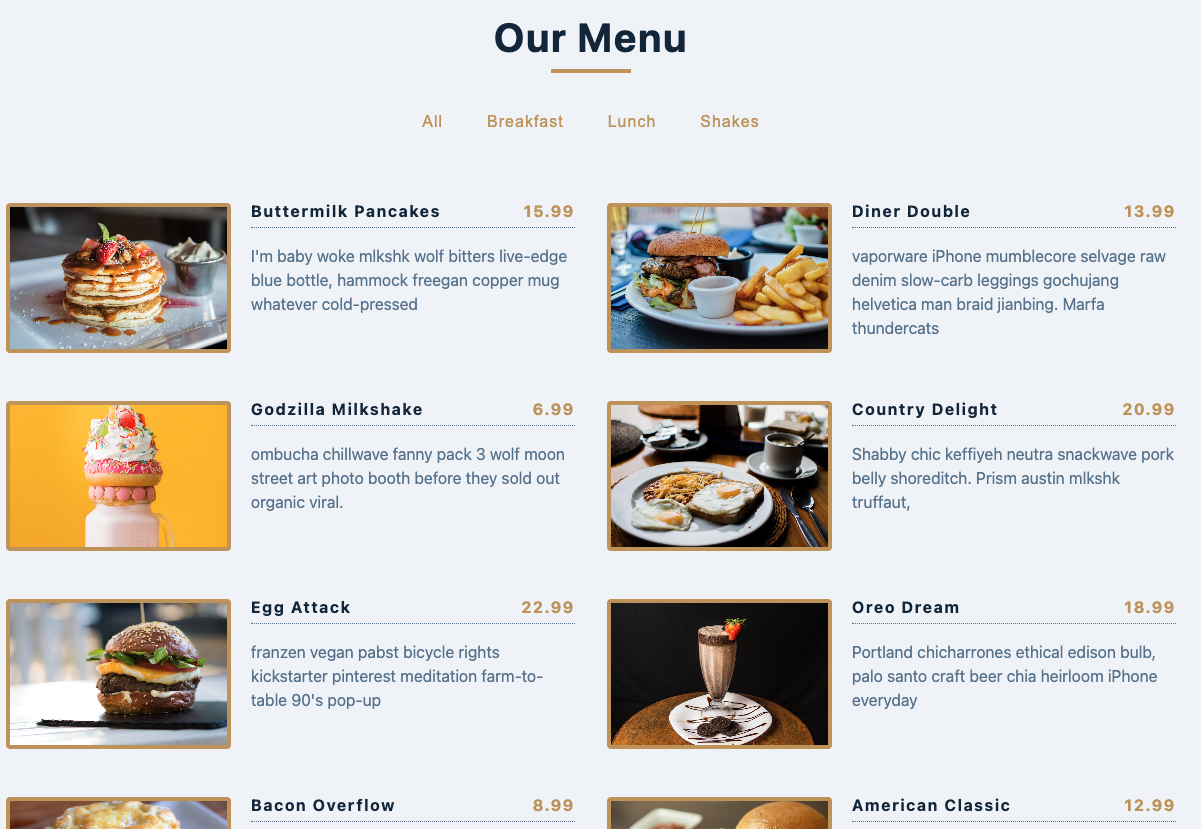 Our Menu
All Breakfast Lunch Shakes
Buttermilk Pancakes 15.99
I'm baby woke mlkshk wolf bitters live-edge
blue bottle, hammock freegan copper mug
whatever cold-pressed
Diner Double 13.99
vaporware iPhone mumblecore selvage raw
denim slow-carb leggings gochujang
helvetica man braid jianbing. Marfa
thundercats
Godzilla Milkshake 6.99
ombucha chillwave fanny pack 3 wolf moon
street art photo booth before they sold out
organic viral.
Country Delight 20.99
Shabby chic keffiyeh neutra snackwave pork
belly shoreditch. Prism austin mlkshk
truffaut,
Egg Attack 22.99
franzen vegan pabst bicycle rights
kickstarter pinterest meditation farm-to-
table 90's pop-up
Oreo Dream 18.99
Portland chicharrones ethical edison bulb,
palo santo craft beer chia heirloom iPhone
everyday
Bacon Overflow 8.99
American Classic 12.99